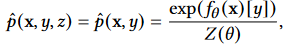 p̂(x, y, z) = p̂(x, y) = exp(f_θ(x)[y]) / Z(θ),